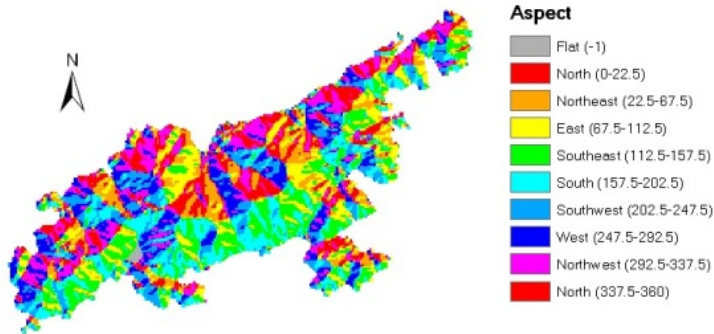 N
Aspect
Flat (-1)
North (0-22.5)
Northeast (22.5-67.5)
East (67.5-112.5)
Southeast (112.5-157.5)
South (157.5-202.5)
Southwest (202.5-247.5)
West (247.5-292.5)
Northwest (292.5-337.5)
North (337.5-360)